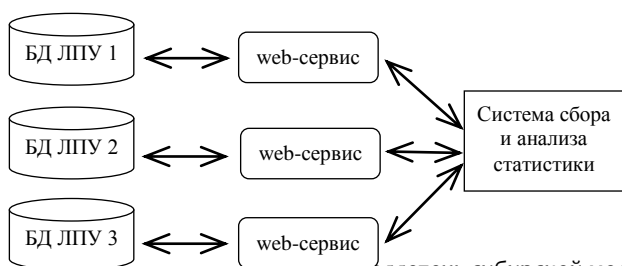 БД ЛПУ 1
web-сервис
БД ЛПУ 2
web-сервис
БД ЛПУ 3
web-сервис
Система сбора
и анализа
статистики